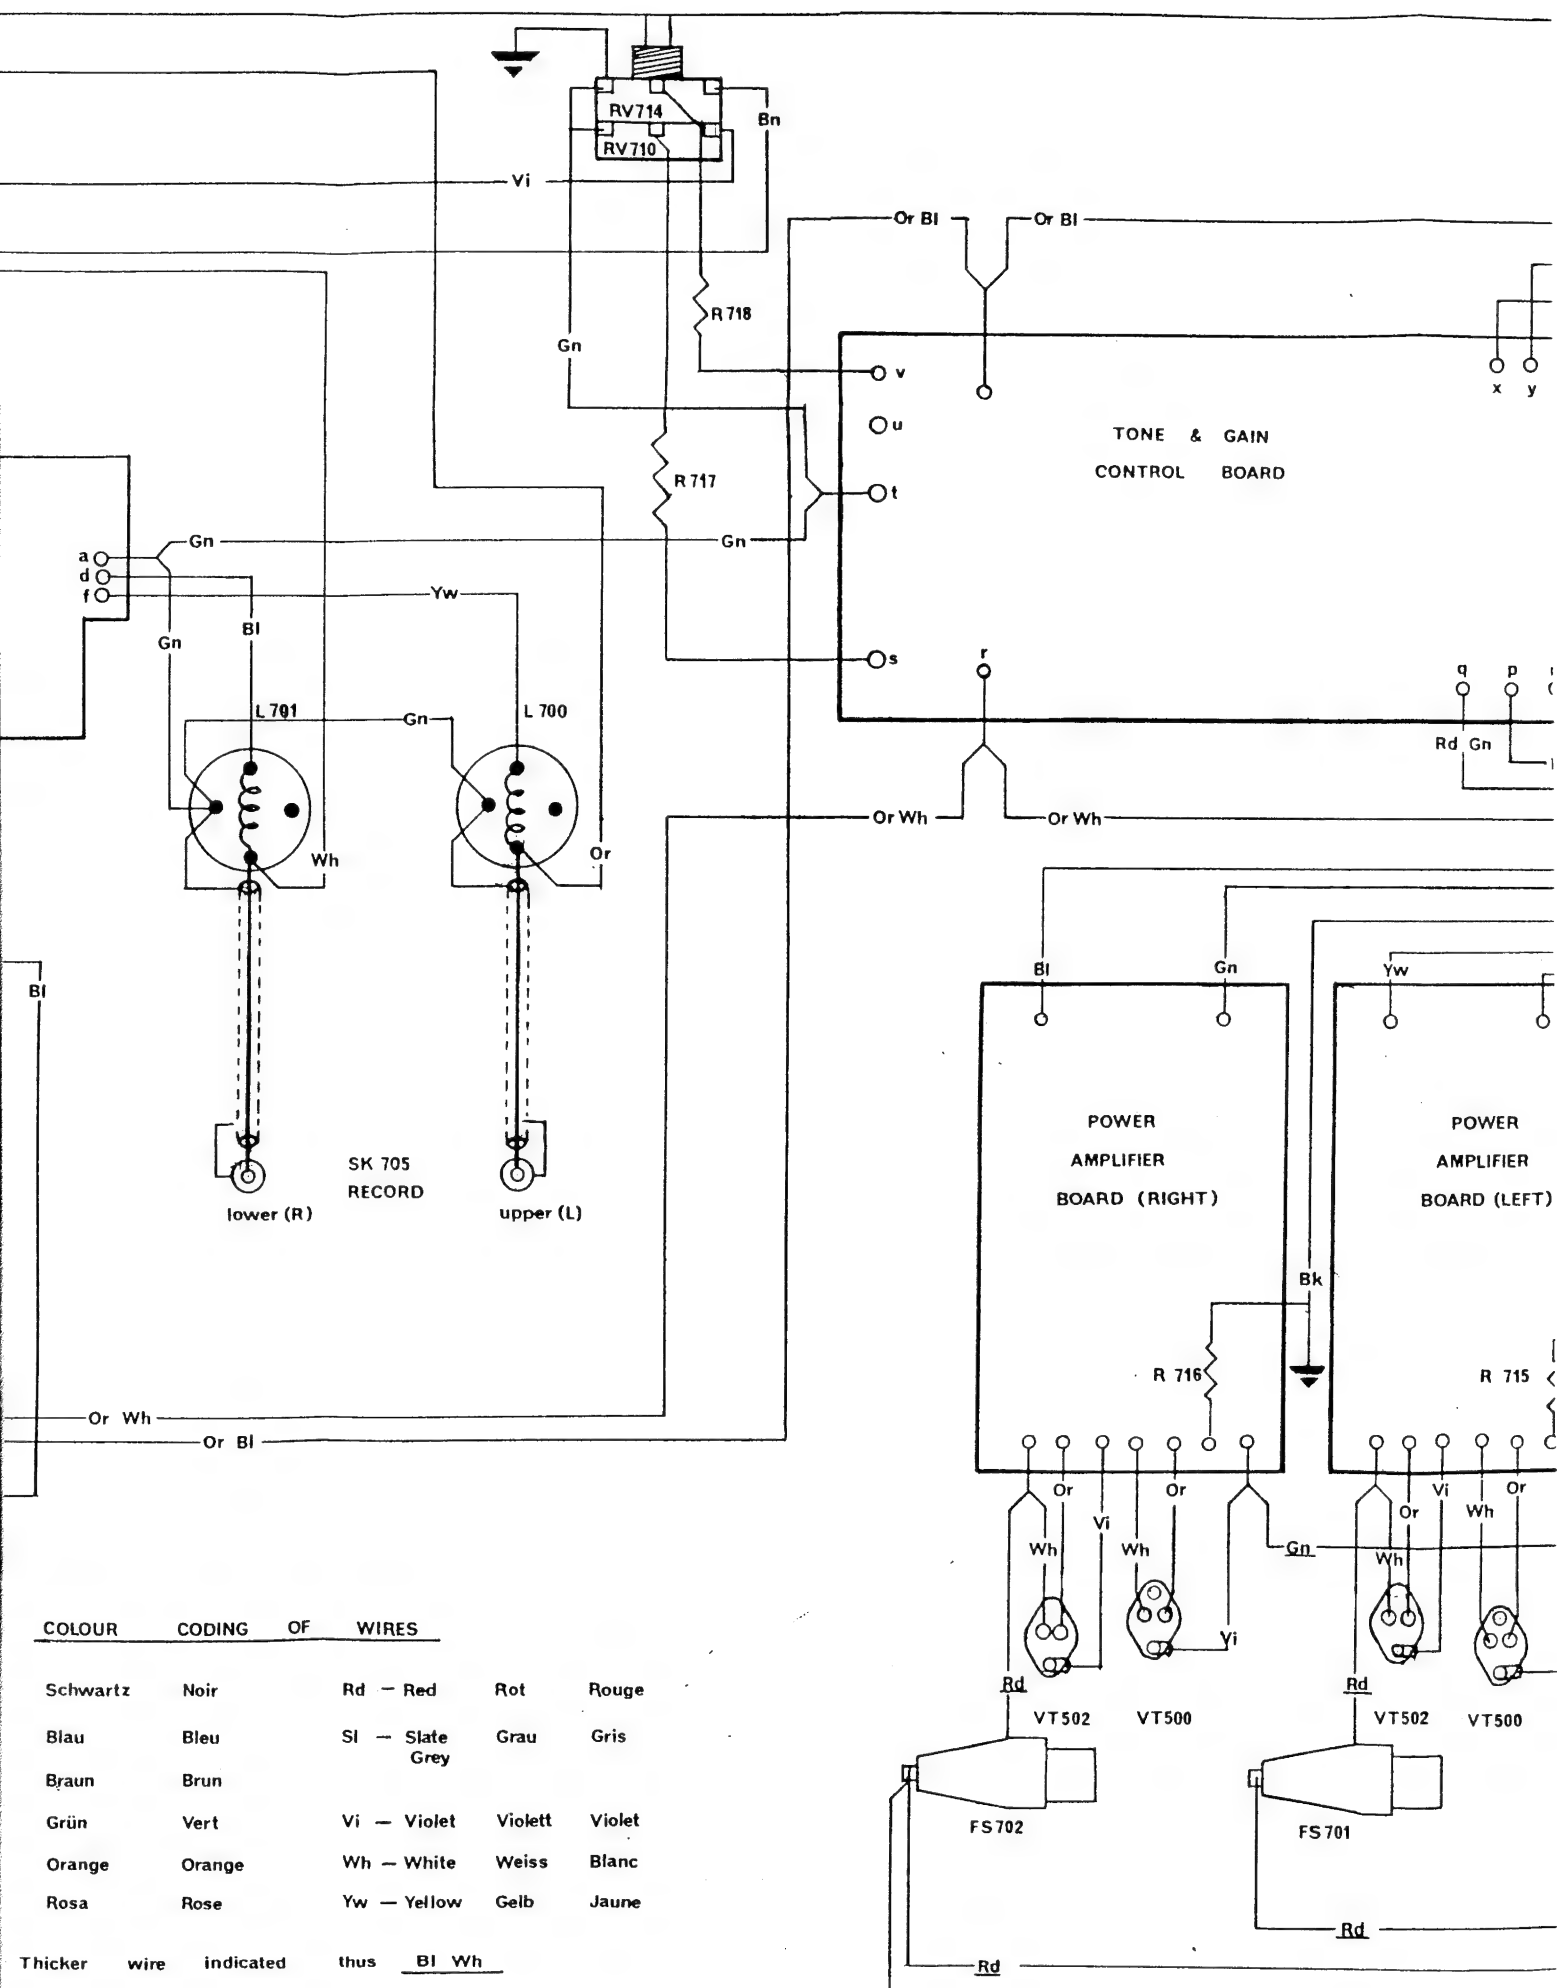 RV714
Bn
RV710
Vi
Or Bl
Or Bl
R 718
Gn
v
x
y
u
TONE & GAIN
CONTROL BOARD
R 717
t
Gn
Gn
a
d
f
Yw
Bl
Gn
s
r
q
p
L 701
Gn
L 700
Rd Gn
Or Wh
Or Wh
Wh
Or
Bl
Gn
Yw
Bl
POWER
AMPLIFIER
BOARD (RIGHT)
POWER
AMPLIFIER
BOARD (LEFT)
SK 705
RECORD
lower (R)
upper (L)
Bk
R 716
R 715
Or Wh
Or Bl
Or
Or
Vi
Or
Vi
Wh
Or
Wh
Wh
Gn
Wh
Vi
Rd
Rd
VT502
VT500
VT502
VT500
FS702
FS701
Rd
Rd
COLOUR CODING OF WIRES
Schwartz Noir Rd — Red Rot Rouge
Blau Bleu Sl — Slate Grau Gris
Grey
Braun Brun
Grün Vert Vi — Violet Violett Violet
Orange Orange Wh — White Weiss Blanc
Rosa Rose Yw — Yellow Gelb Jaune
Thicker wire indicated thus Bl Wh